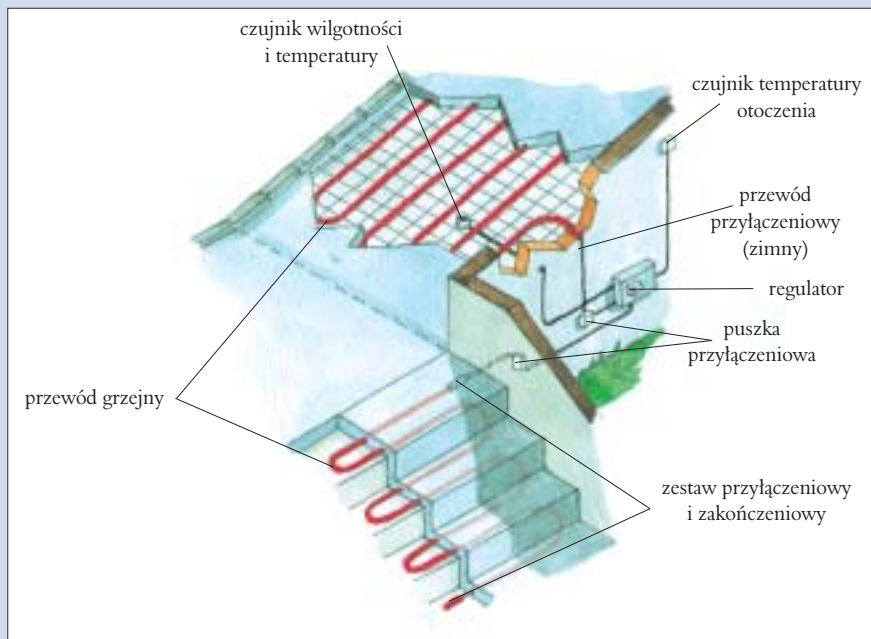 czujnik wilgotności
i temperatury
czujnik temperatury
otoczenia
przewód
przyłączeniowy
(zimny)
regulator
puszka
przyłączeniowa
przewód grzejny
zestaw przyłączeniowy
i zakończeniowy